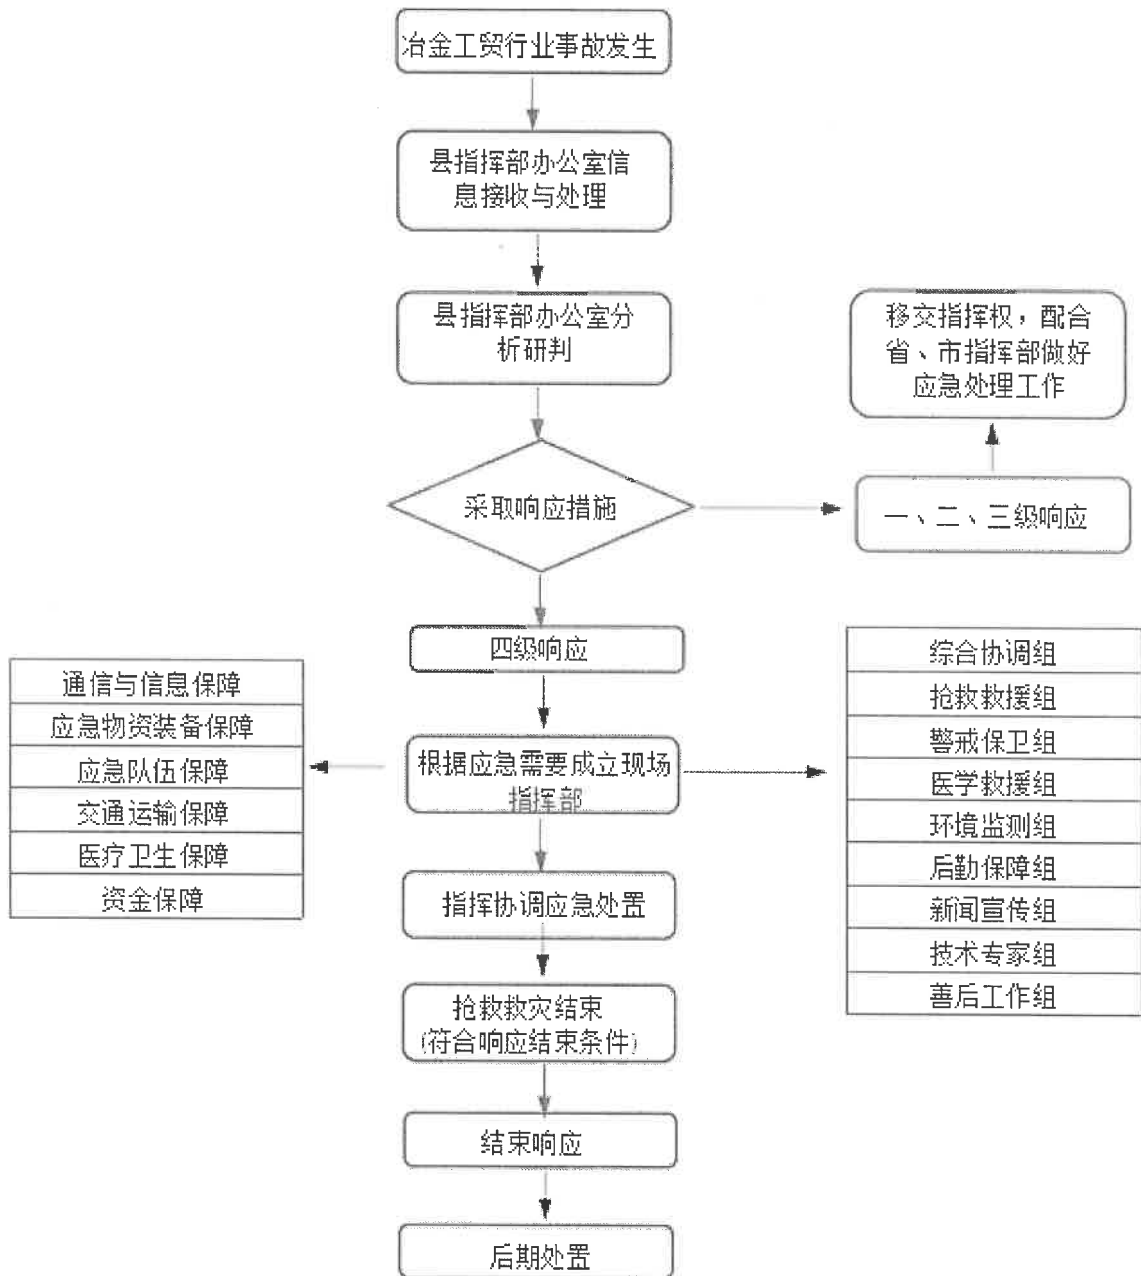 冶金工贸行业事故发生
县指挥部办公室信
息接收与处理
县指挥部办公室分
析研判
移交指挥权，配合
省、市指挥部做好
应急处理工作
采取响应措施
一、二、三级响应
四级响应
通信与信息保障
应急物资装备保障
应急队伍保障
交通运输保障
医疗卫生保障
资金保障
根据应急需要成立现场
指挥部
综合协调组
抢救救援组
警戒保卫组
医学救援组
环境监测组
后勤保障组
新闻宣传组
技术专家组
善后工作组
指挥协调应急处置
抢救救灾结束
(符合响应结束条件)
结束响应
后期处置